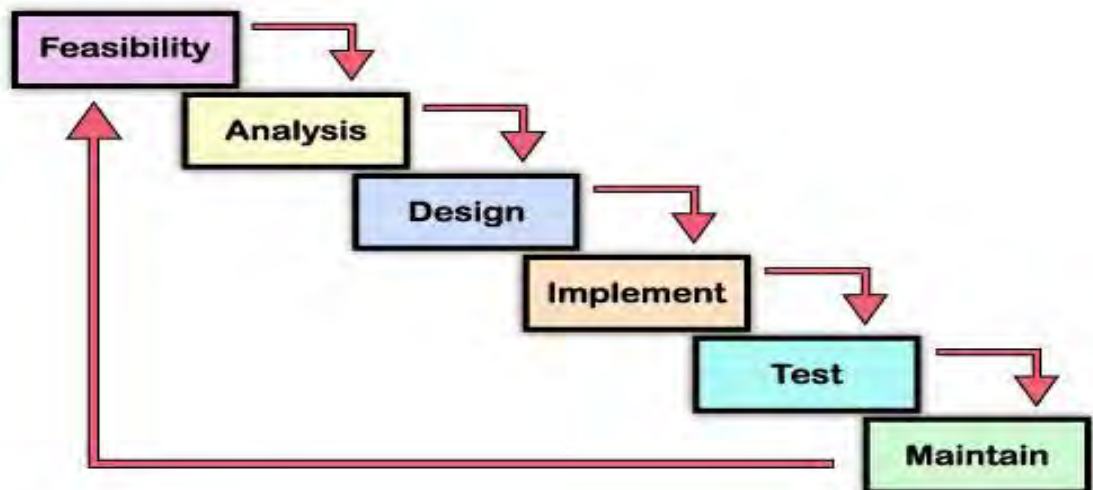 Feasibility
Analysis
Design
Implement
Test
Maintain